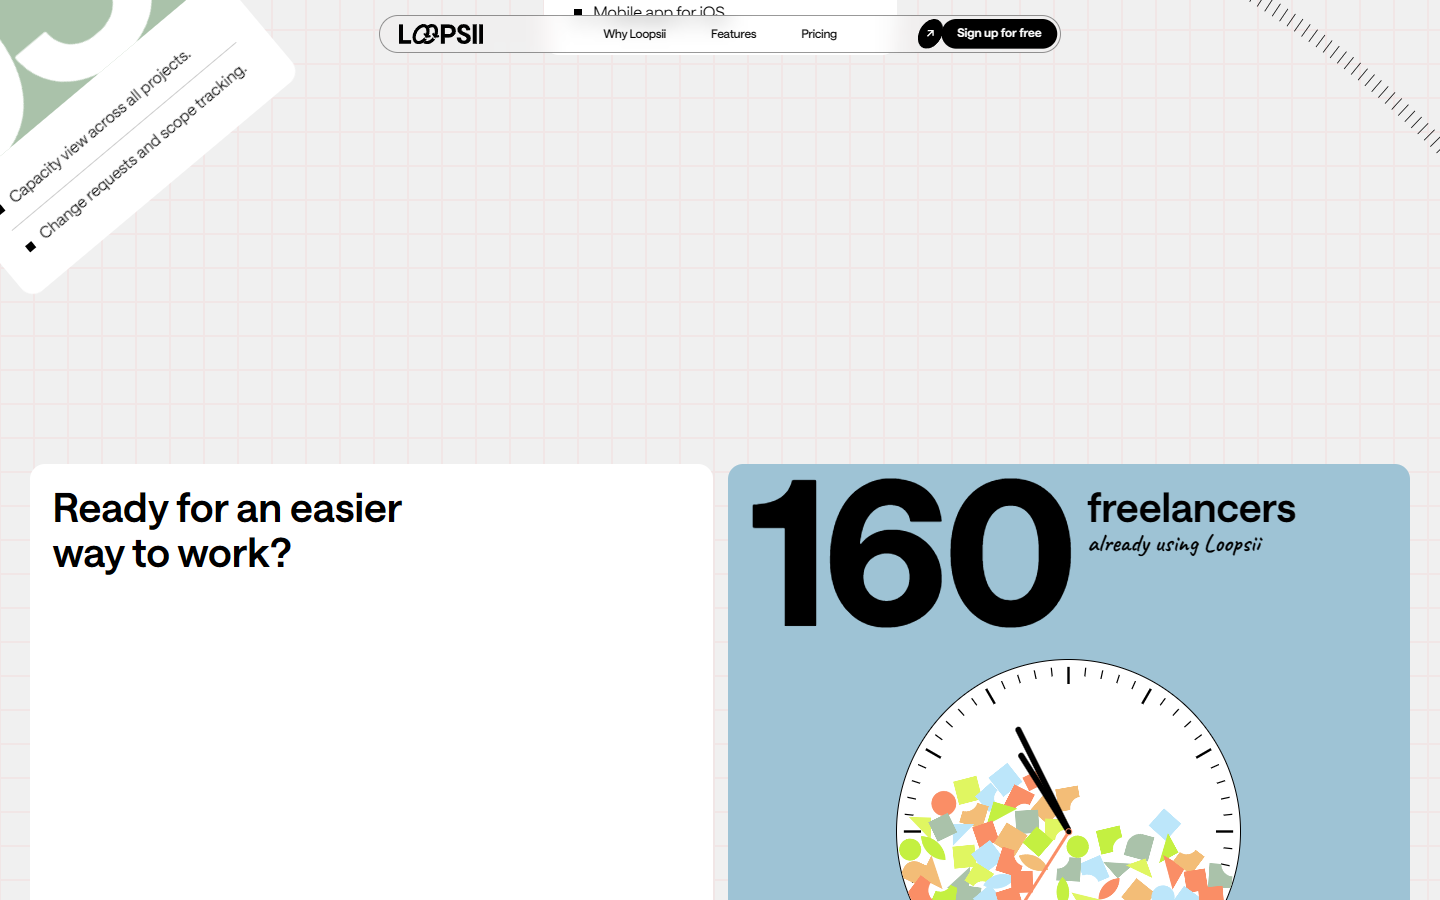 Mobile app for iOS
LOOPSII
Why Loopsii
Features
Pricing
Sign up for free
Capacity view across all projects.
Change requests and scope tracking.
Ready for an easier
way to work?
160
freelancers
already using Loopsii